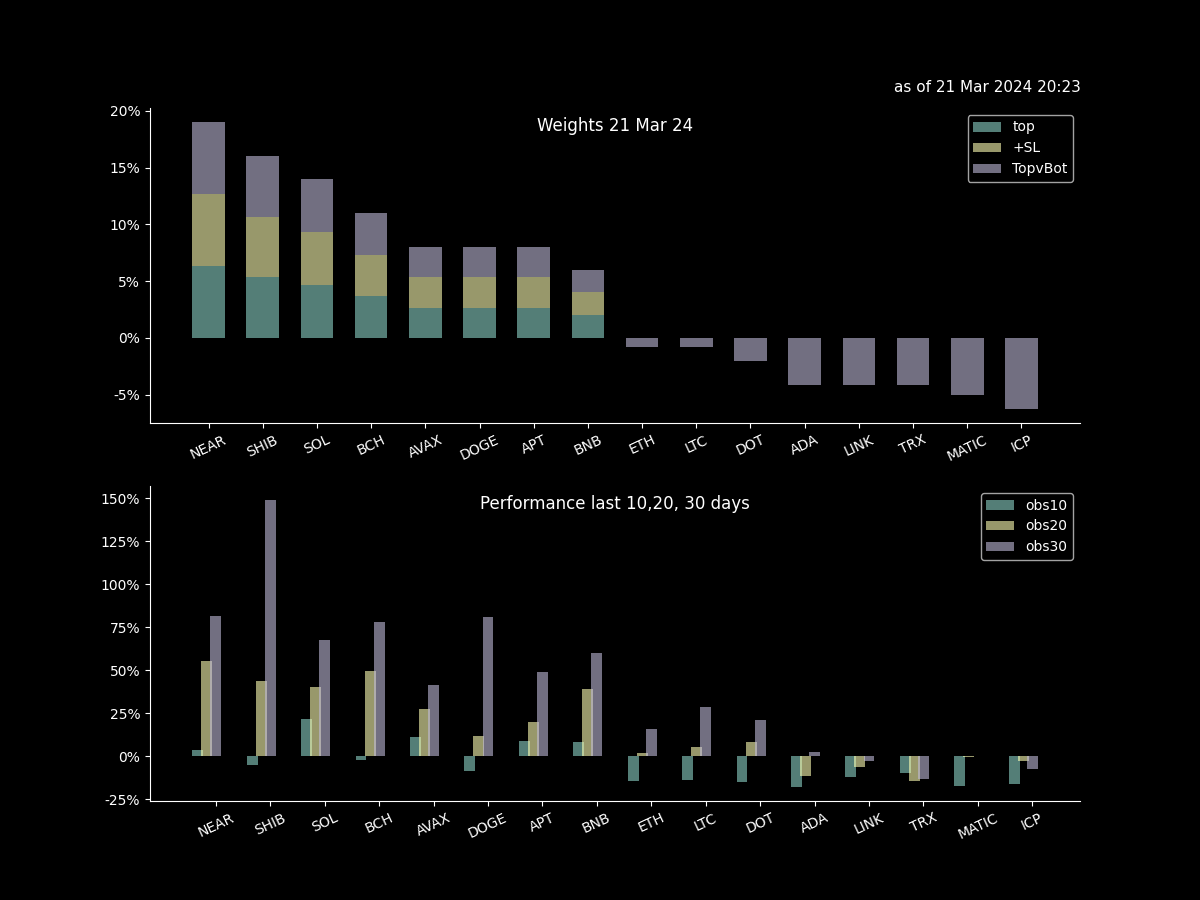 as of 21 Mar 2024 20:23
Weights 21 Mar 24
top
+SL
TopvBot
20%
15%
10%
5%
0%
-5%
NEAR SHIB SOL BCH AVAX DOGE APT BNB ETH LTC DOT ADA LINK TRX MATIC ICP
Performance last 10,20, 30 days
obs10
obs20
obs30
150%
125%
100%
75%
50%
25%
0%
-25%
NEAR SHIB SOL BCH AVAX DOGE APT BNB ETH LTC DOT ADA LINK TRX MATIC ICP